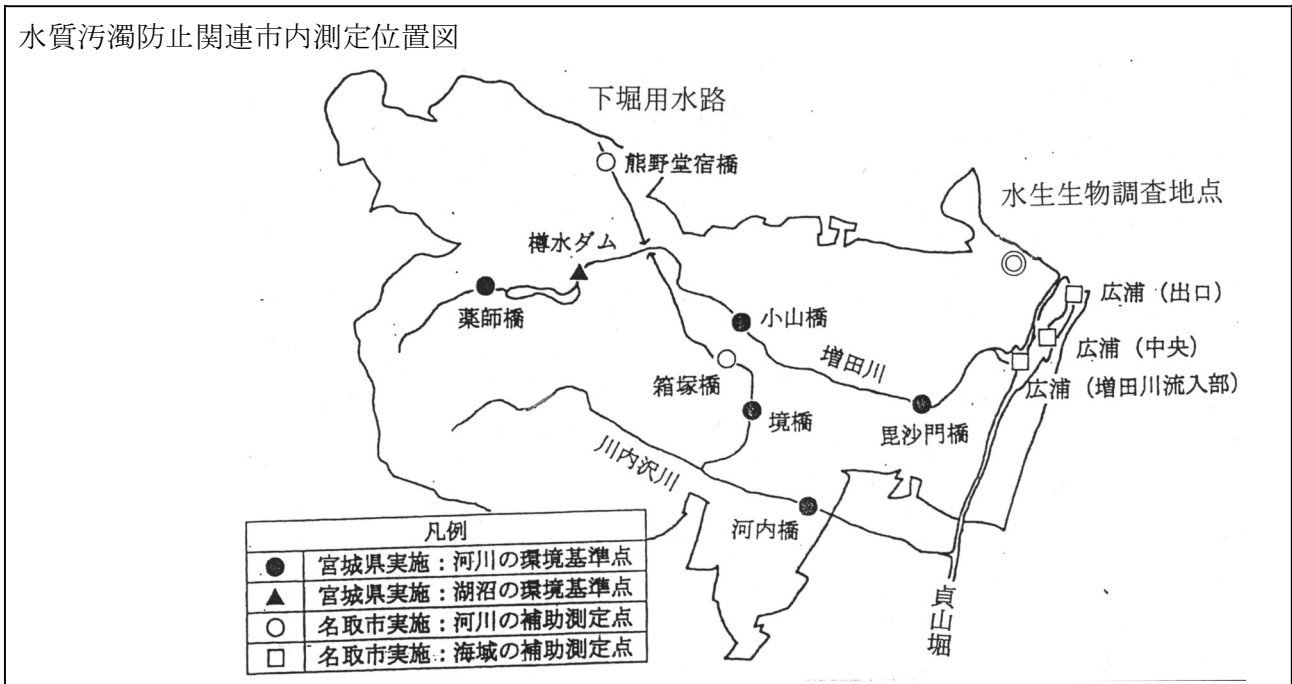 水質汚濁防止関連市内測定位置図
下堀用水路
熊野堂宿橋
水生生物調査地点
樽水ダム
広浦（出口）
薬師橋
小山橋
広浦（中央）
増田川
箱塚橋
広浦（増田川流入部）
境橋
毘沙門橋
川内沢川
河内橋
貞山堀
凡例
● 宮城県実施：河川の環境基準点
▲ 宮城県実施：湖沼の環境基準点
○ 名取市実施：河川の補助測定点
□ 名取市実施：海域の補助測定点